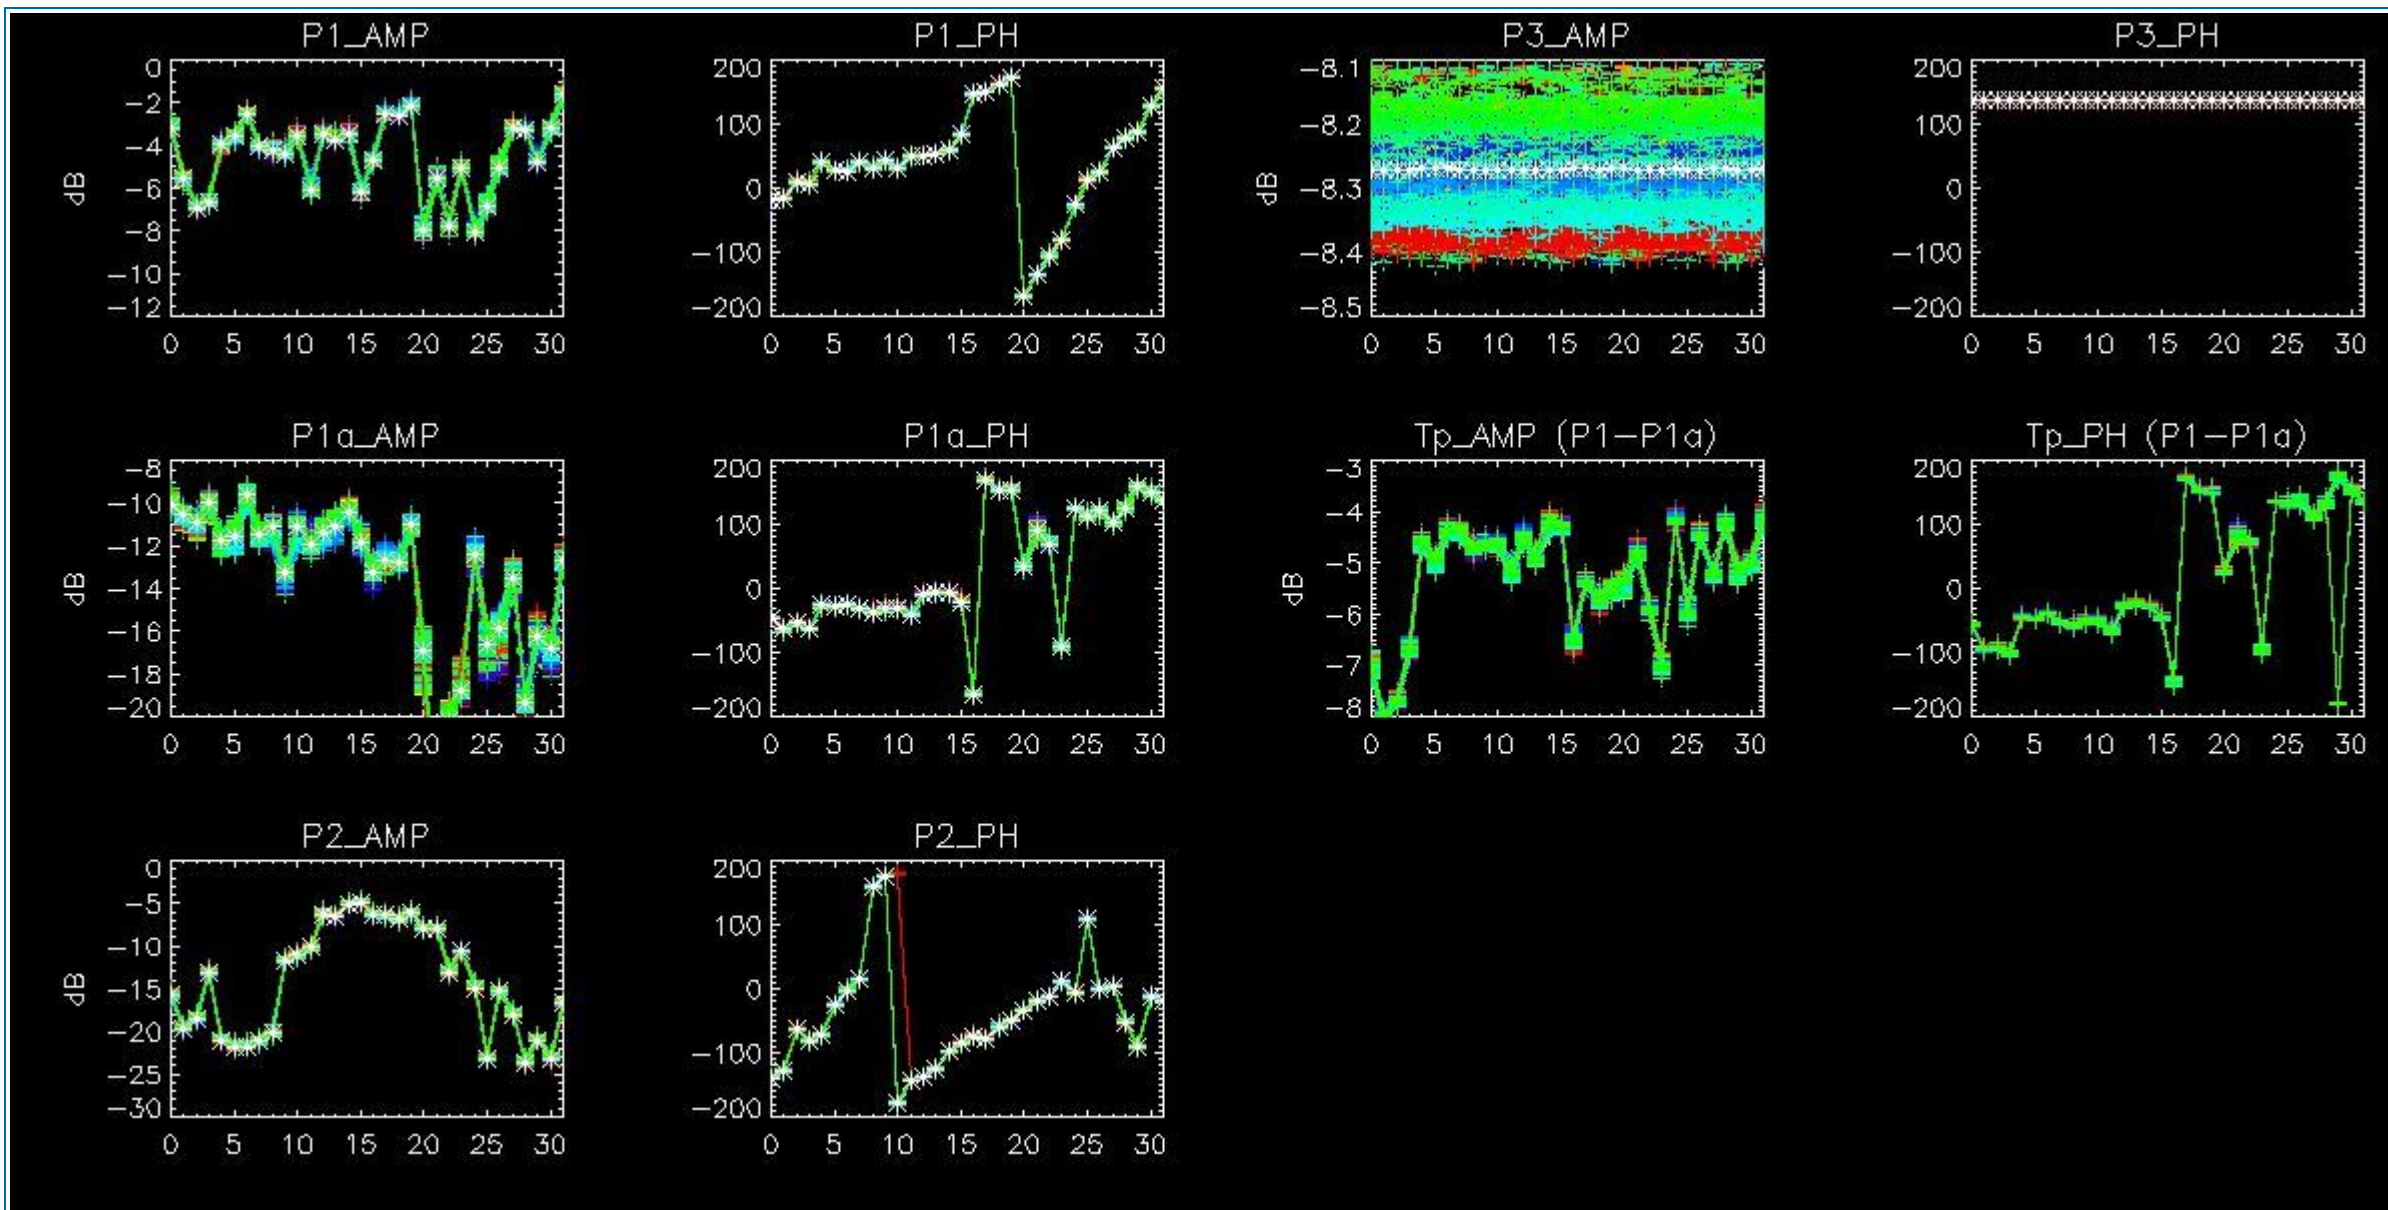 P1_AMP
P1_PH
P3_AMP
P3_PH
0
−2
−4
−6
−8
−10
−12
dB
0 5 10 15 20 25 30
200
100
0
−100
−200
0 5 10 15 20 25 30
−8.1
−8.2
−8.3
−8.4
−8.5
dB
0 5 10 15 20 25 30
200
100
0
−100
−200
0 5 10 15 20 25 30
P1a_AMP
P1a_PH
Tp_AMP (P1−P1a)
Tp_PH (P1−P1a)
−8
−10
−12
−14
−16
−18
−20
dB
0 5 10 15 20 25 30
200
100
0
−100
−200
0 5 10 15 20 25 30
−3
−4
−5
−6
−7
−8
dB
0 5 10 15 20 25 30
200
100
0
−100
−200
0 5 10 15 20 25 30
P2_AMP
P2_PH
0
−5
−10
−15
−20
−25
−30
dB
0 5 10 15 20 25 30
200
100
0
−100
−200
0 5 10 15 20 25 30